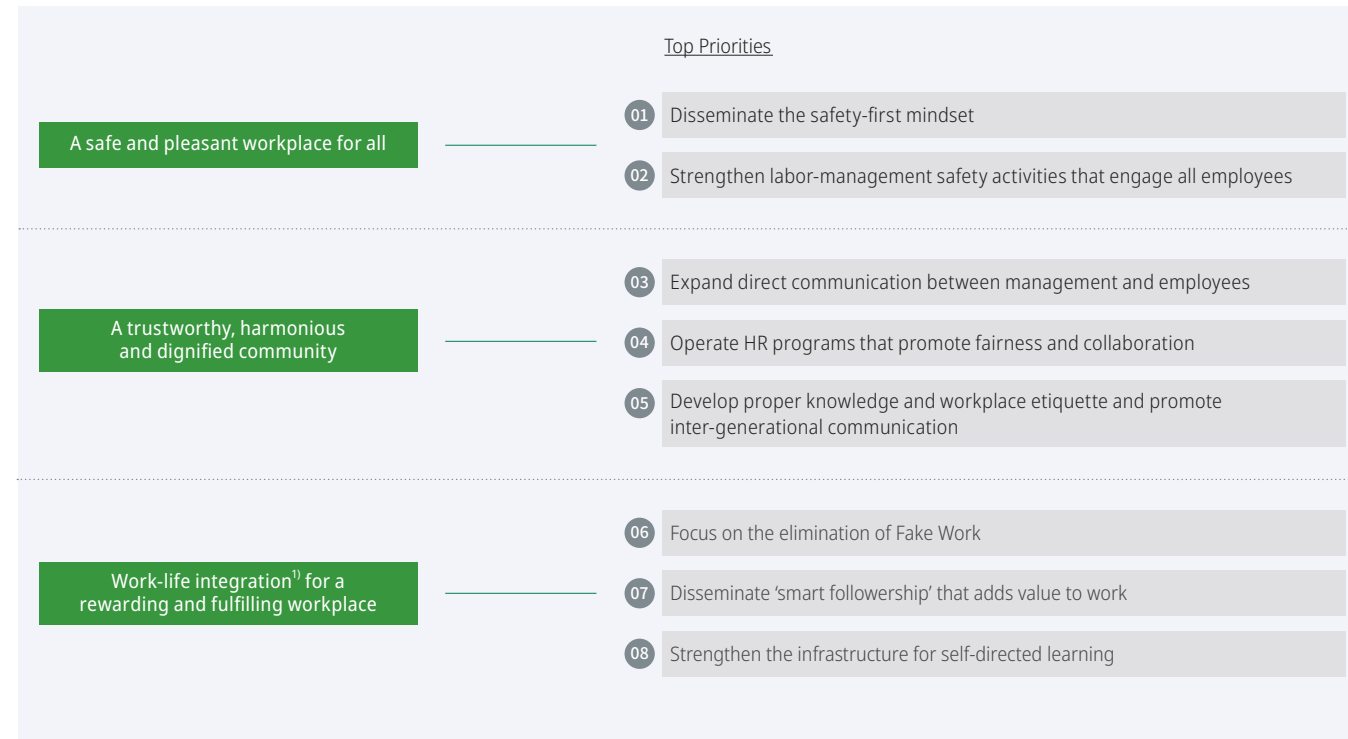 Top Priorities
A safe and pleasant workplace for all
01 Disseminate the safety-first mindset
02 Strengthen labor-management safety activities that engage all employees
A trustworthy, harmonious
and dignified community
03 Expand direct communication between management and employees
04 Operate HR programs that promote fairness and collaboration
05 Develop proper knowledge and workplace etiquette and promote
inter-generational communication
Work-life integration1) for a
rewarding and fulfilling workplace
06 Focus on the elimination of Fake Work
07 Disseminate ‘smart followership’ that adds value to work
08 Strengthen the infrastructure for self-directed learning